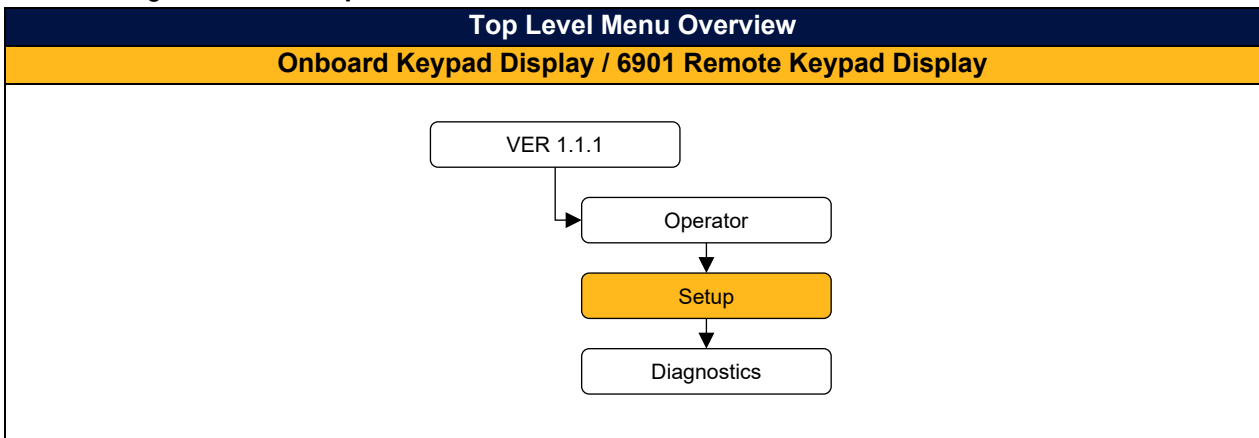 Top Level Menu Overview
Onboard Keypad Display / 6901 Remote Keypad Display
VER 1.1.1
Operator
Setup
Diagnostics